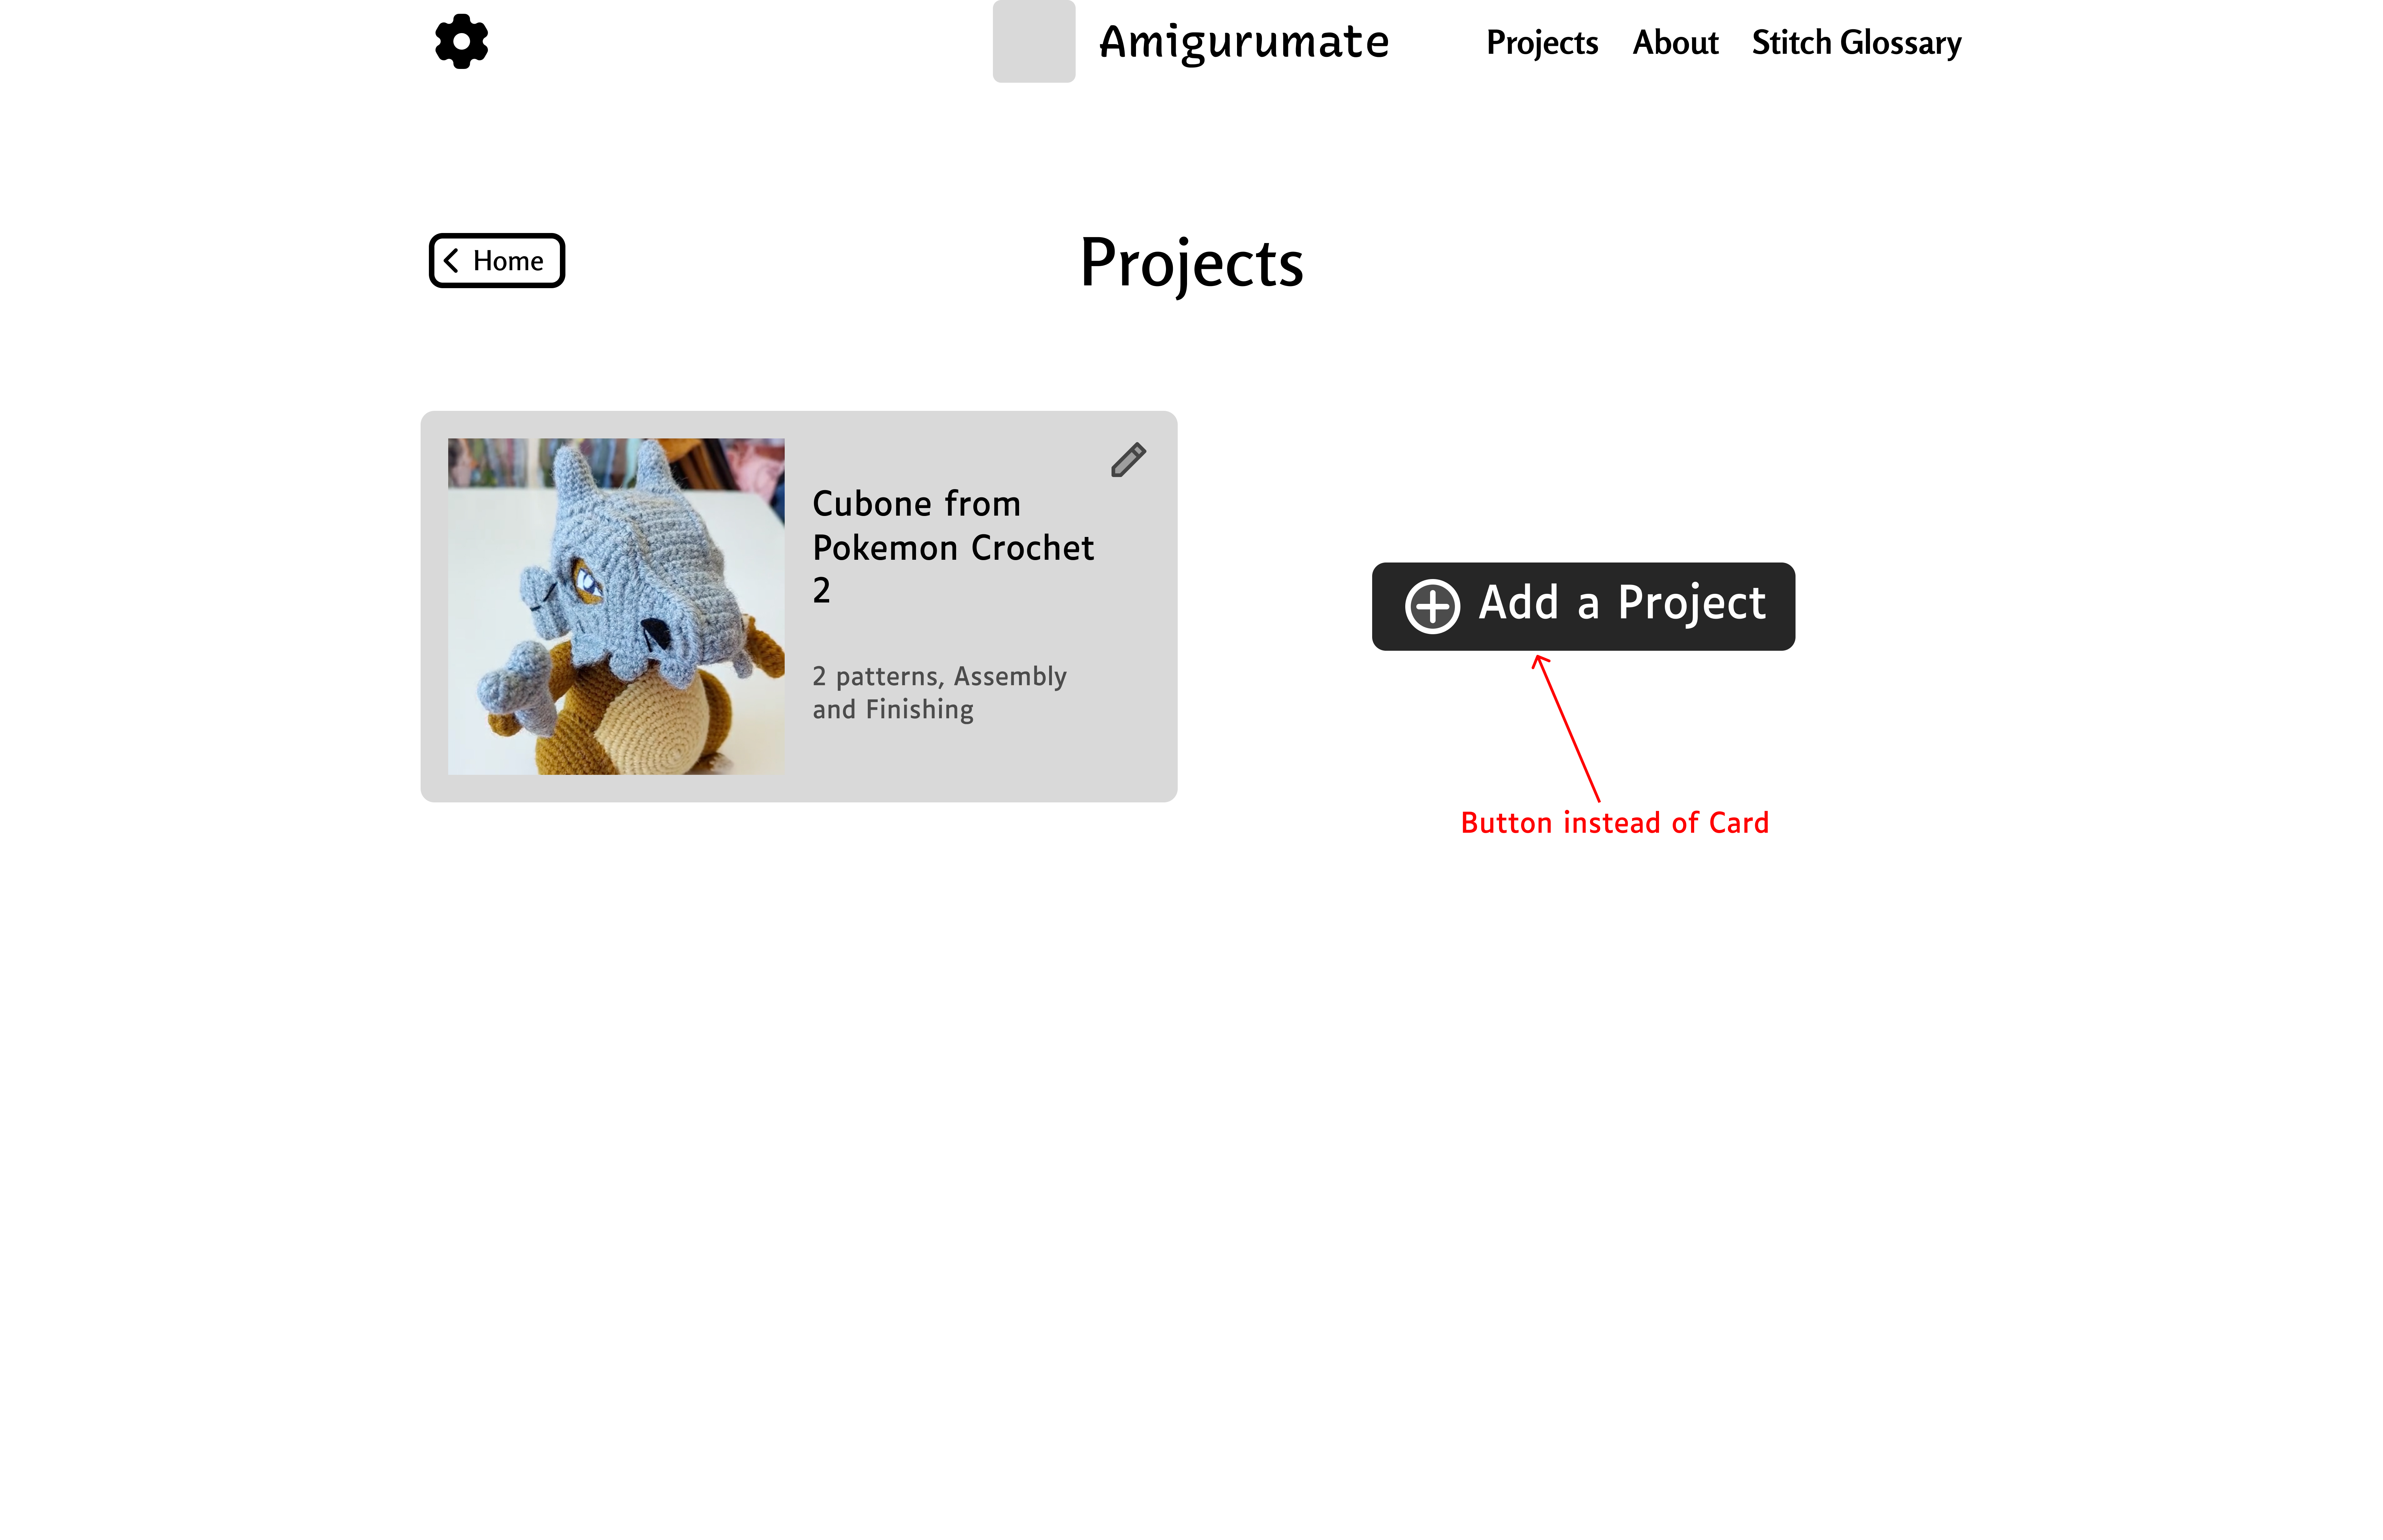 Amigurumate
Projects About Stitch Glossary
Home
Projects
Cubone from
Pokemon Crochet
2
2 patterns, Assembly
and Finishing
Add a Project
Button instead of Card